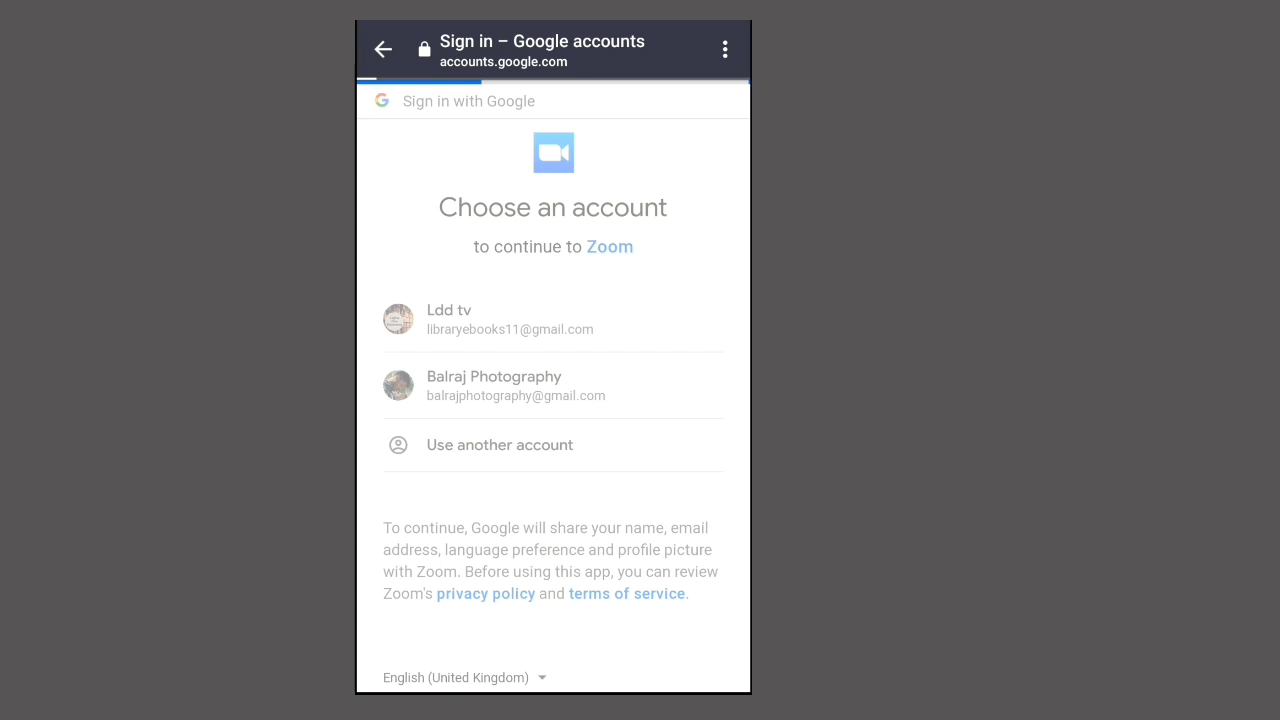 Sign in – Google accounts
accounts.google.com
Sign in with Google
Choose an account
to continue to Zoom
Ldd tv
libraryebooks11@gmail.com
Balraj Photography
balrajphotography@gmail.com
Use another account
To continue, Google will share your name, email
address, language preference and profile picture
with Zoom. Before using this app, you can review
Zoom's privacy policy and terms of service.
English (United Kingdom)